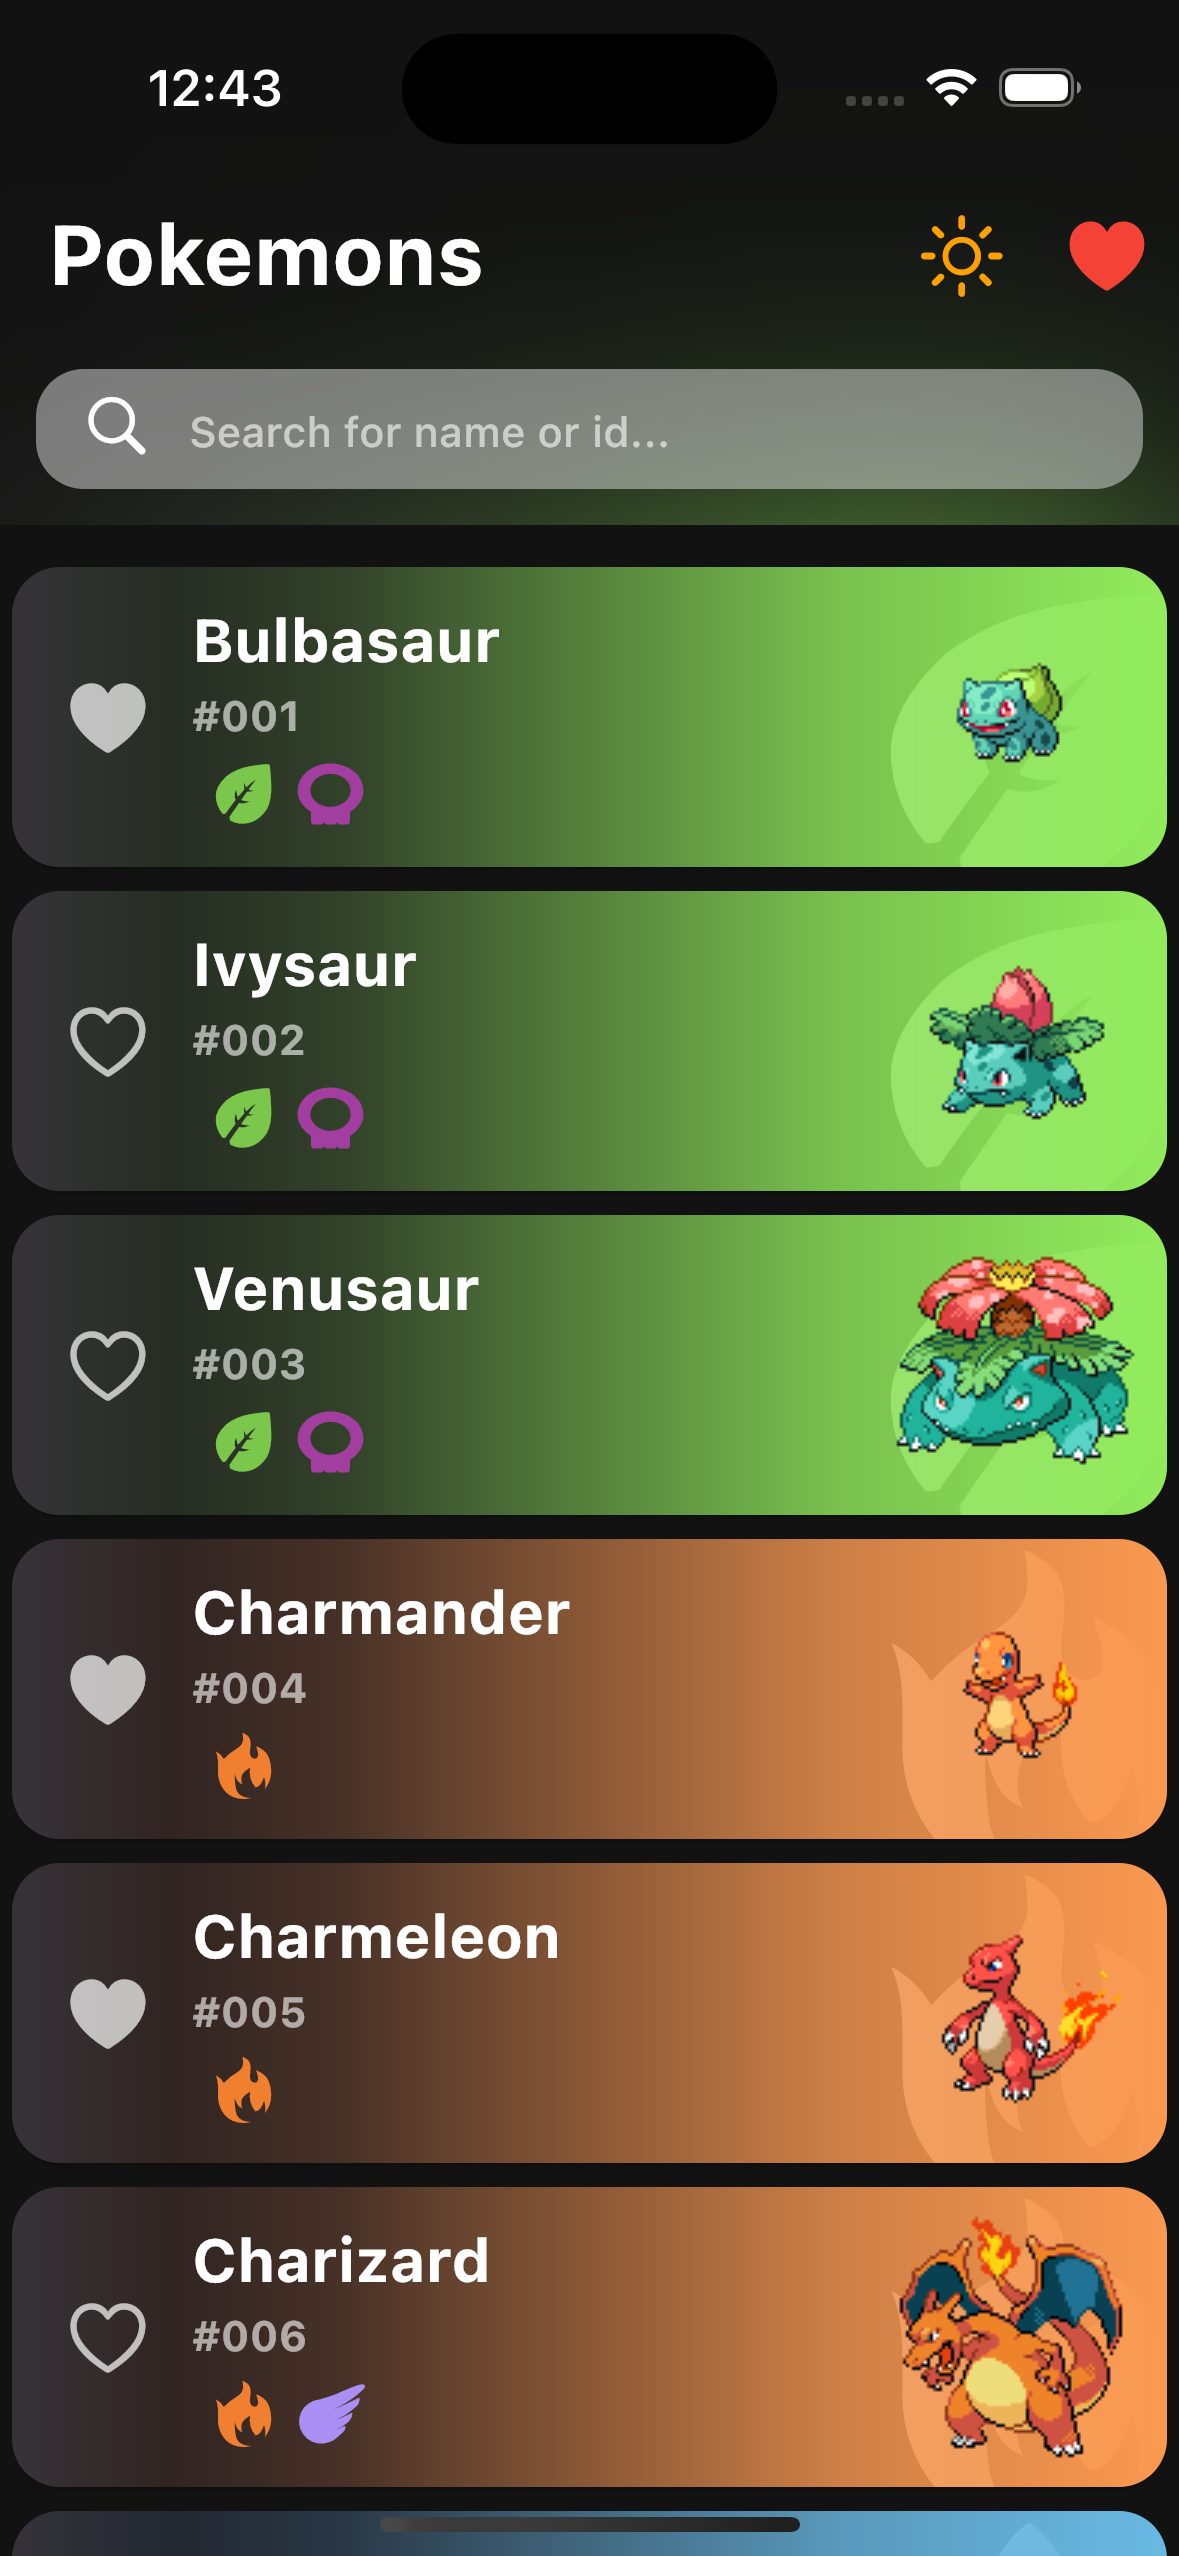 12:43
Pokemons
Search for name or id...
Bulbasaur
#001
Ivysaur
#002
Venusaur
#003
Charmander
#004
Charmeleon
#005
Charizard
#006